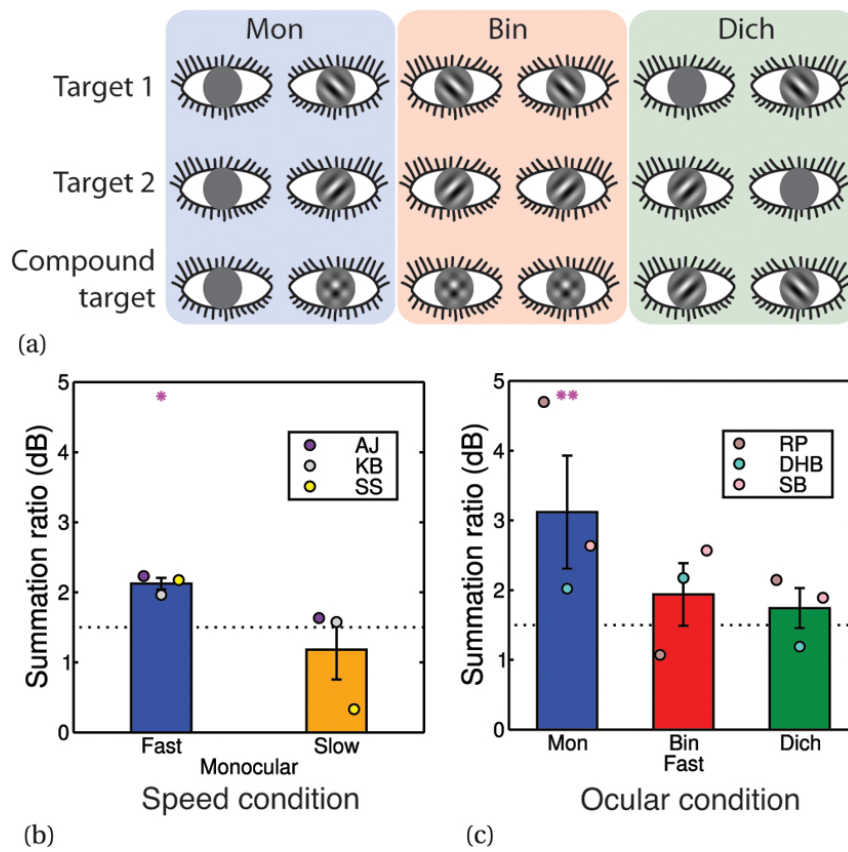 Mon Bin Dich
Target 1
Target 2
Compound
target
(a)
5
4
3
2
1
0
Summation ratio (dB)
*
AJ
KB
SS
Fast Slow
Monocular
Speed condition
(b)
5
4
3
2
1
0
Summation ratio (dB)
**
RP
DHB
SB
Mon Bin Dich
Fast
Ocular condition
(c)